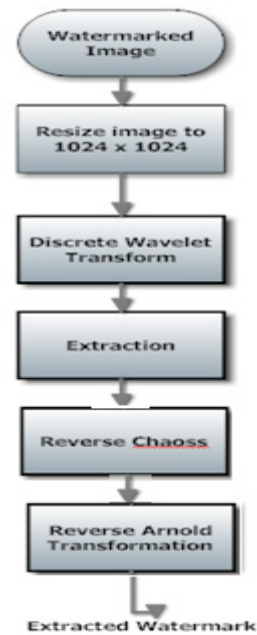 Watermarked
Image
Resize image to
1024 x 1024
Discrete Wavelet
Transform
Extraction
Reverse Chaoss
Reverse Arnold
Transformation
Extracted Watermark